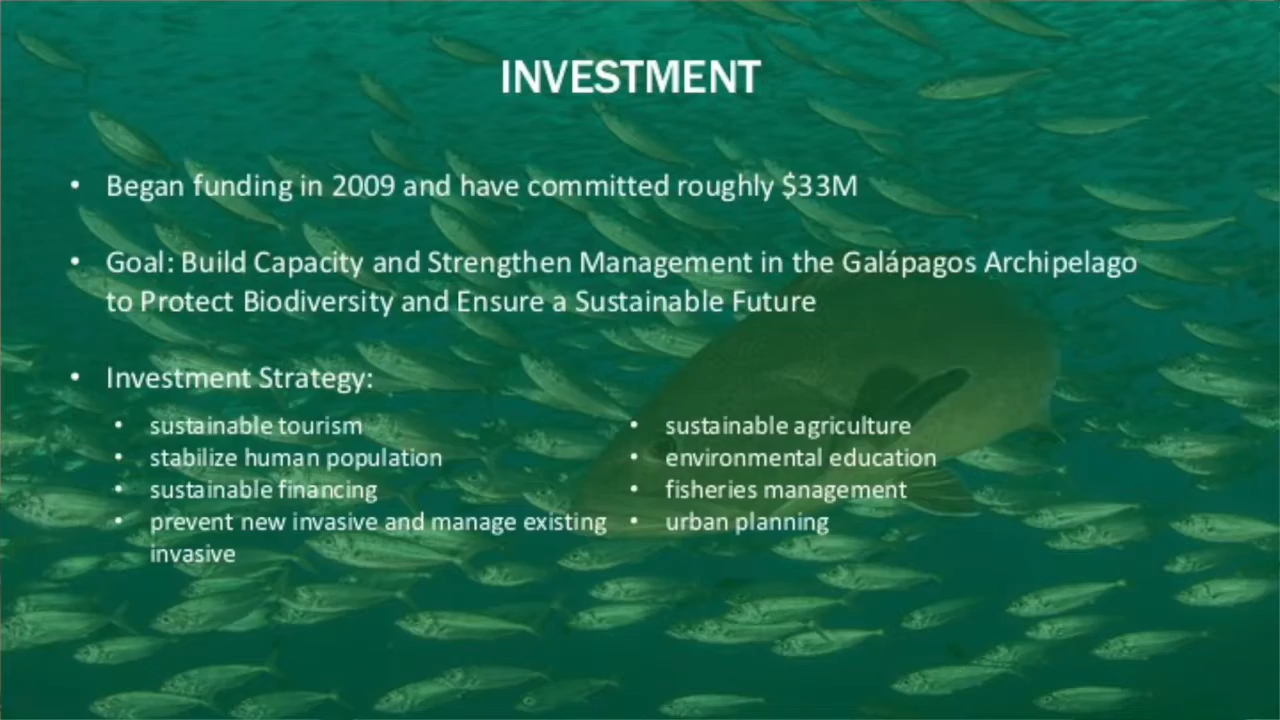 INVESTMENT
• Began funding in 2009 and have committed roughly $33M
• Goal: Build Capacity and Strengthen Management in the Galápagos Archipelago
to Protect Biodiversity and Ensure a Sustainable Future
• Investment Strategy:
• sustainable tourism
• stabilize human population
• sustainable financing
• prevent new invasive and manage existing
invasive
• sustainable agriculture
• environmental education
• fisheries management
• urban planning